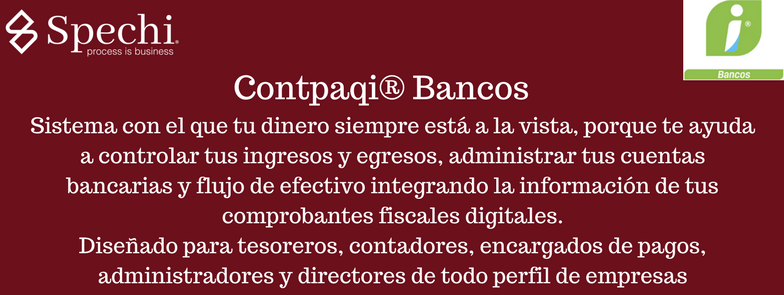 Spechi®
process is business
Bancos
Contpaqi® Bancos
Sistema con el que tu dinero siempre está a la vista, porque te ayuda
a controlar tus ingresos y egresos, administrar tus cuentas
bancarias y flujo de efectivo integrando la información de tus
comprobantes fiscales digitales.
Diseñado para tesoreros, contadores, encargados de pagos,
administradores y directores de todo perfil de empresas